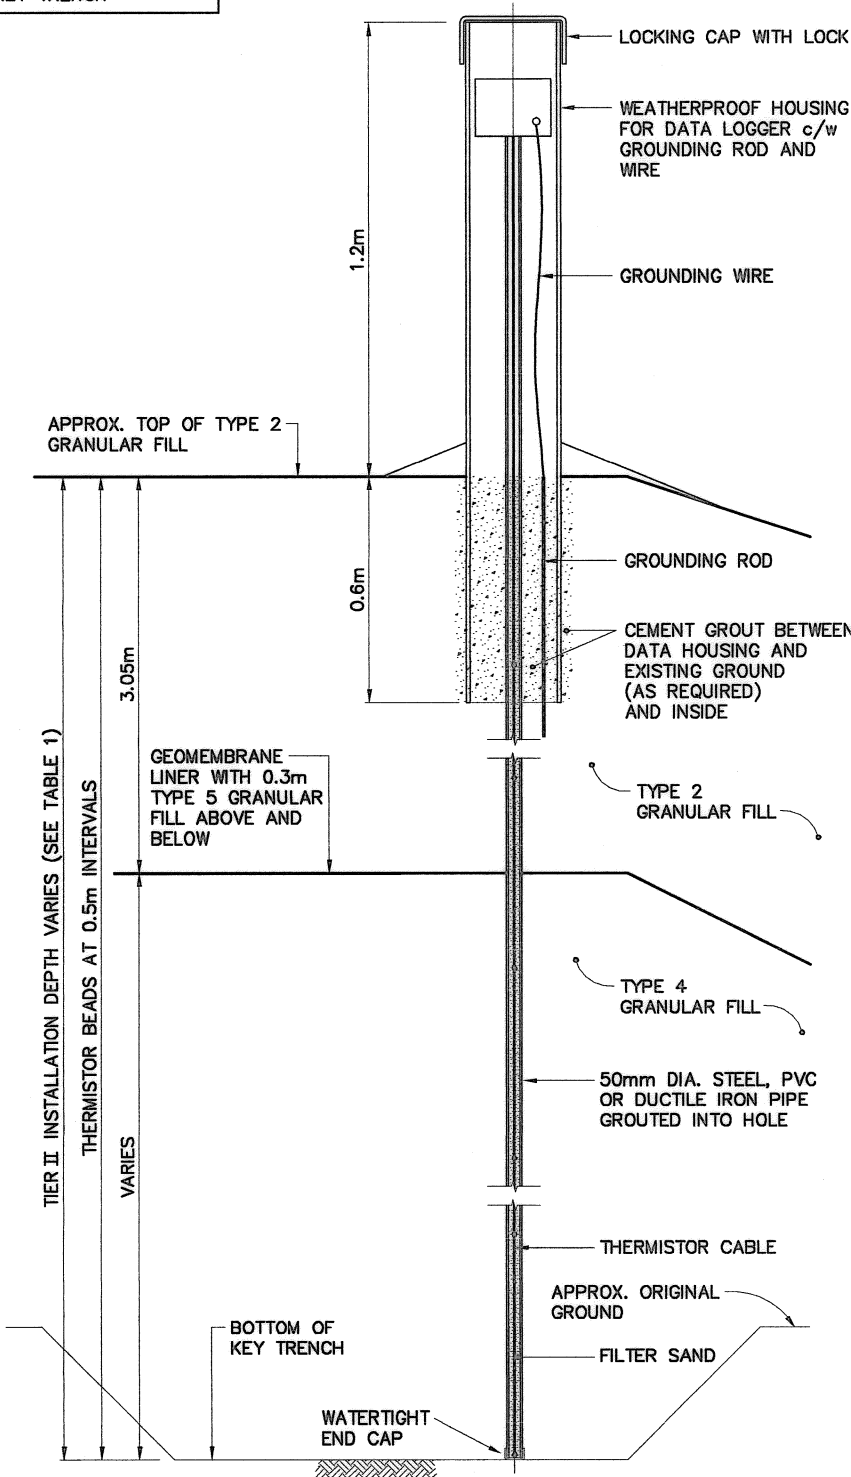 LOCKING CAP WITH LOCK
WEATHERPROOF HOUSING
FOR DATA LOGGER c/w
GROUNDING ROD AND
WIRE
1.2m
GROUNDING WIRE
APPROX. TOP OF TYPE 2
GRANULAR FILL
0.6m
GROUNDING ROD
CEMENT GROUT BETWEEN
DATA HOUSING AND
EXISTING GROUND
(AS REQUIRED)
AND INSIDE
3.05m
GEOMEMBRANE
LINER WITH 0.3m
TYPE 5 GRANULAR
FILL ABOVE AND
BELOW
TYPE 2
GRANULAR FILL
TIER II INSTALLATION DEPTH VARIES (SEE TABLE 1)
THERMISTOR BEADS AT 0.5m INTERVALS
VARIES
TYPE 4
GRANULAR FILL
50mm DIA. STEEL, PVC
OR DUCTILE IRON PIPE
GROUTED INTO HOLE
THERMISTOR CABLE
APPROX. ORIGINAL
GROUND
BOTTOM OF
KEY TRENCH
FILTER SAND
WATERTIGHT
END CAP